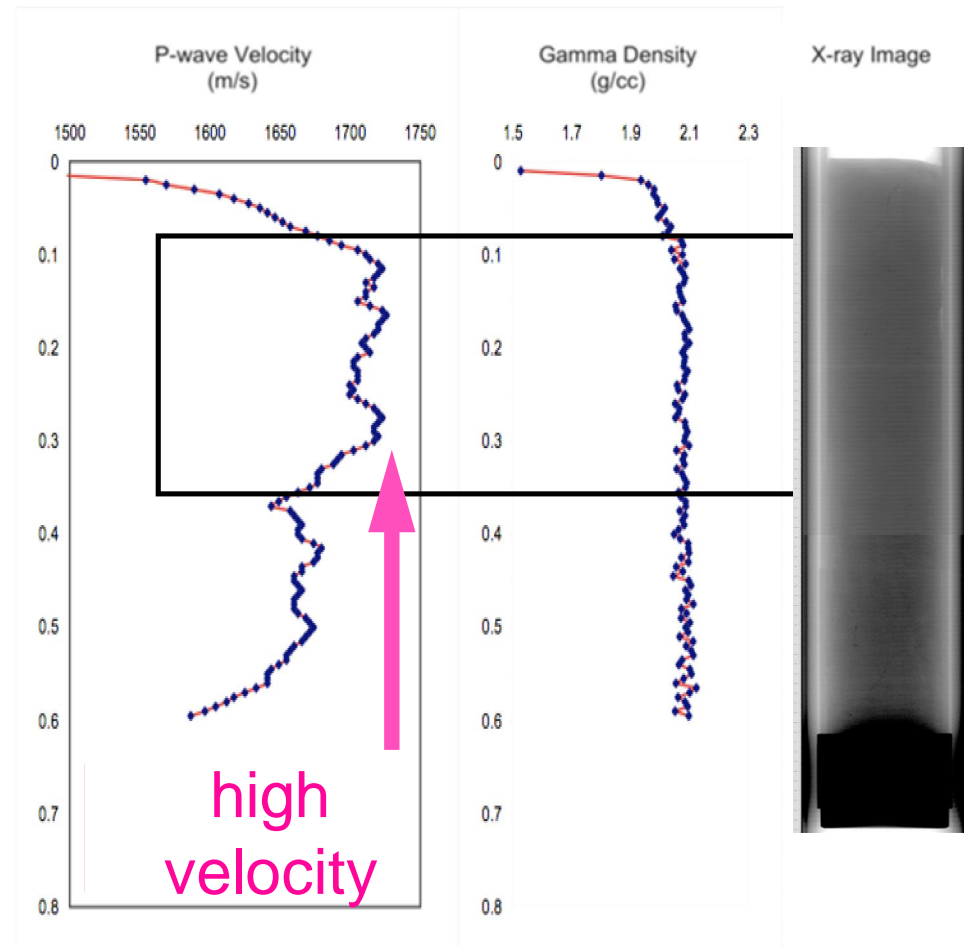 P-wave Velocity
(m/s)
1500 1550 1600 1650 1700 1750
0
0.1
0.2
0.3
0.4
0.5
0.6
0.7
0.8
high
velocity
Gamma Density
(g/cc)
1.5 1.7 1.9 2.1 2.3
0
0.1
0.2
0.3
0.4
0.5
0.6
0.7
0.8
X-ray Image